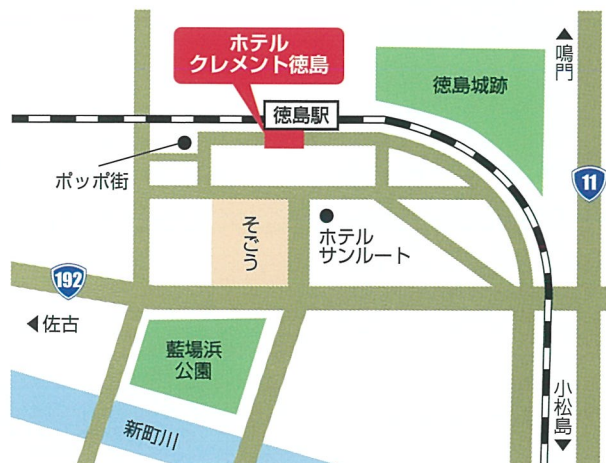 ホテル
クレメント徳島
徳島駅
徳島城跡
▲
鳴門
11
ポッポ街
そごう
ホテル
サンルート
192
◀佐古
藍場浜
公園
新町川
小松島
▼